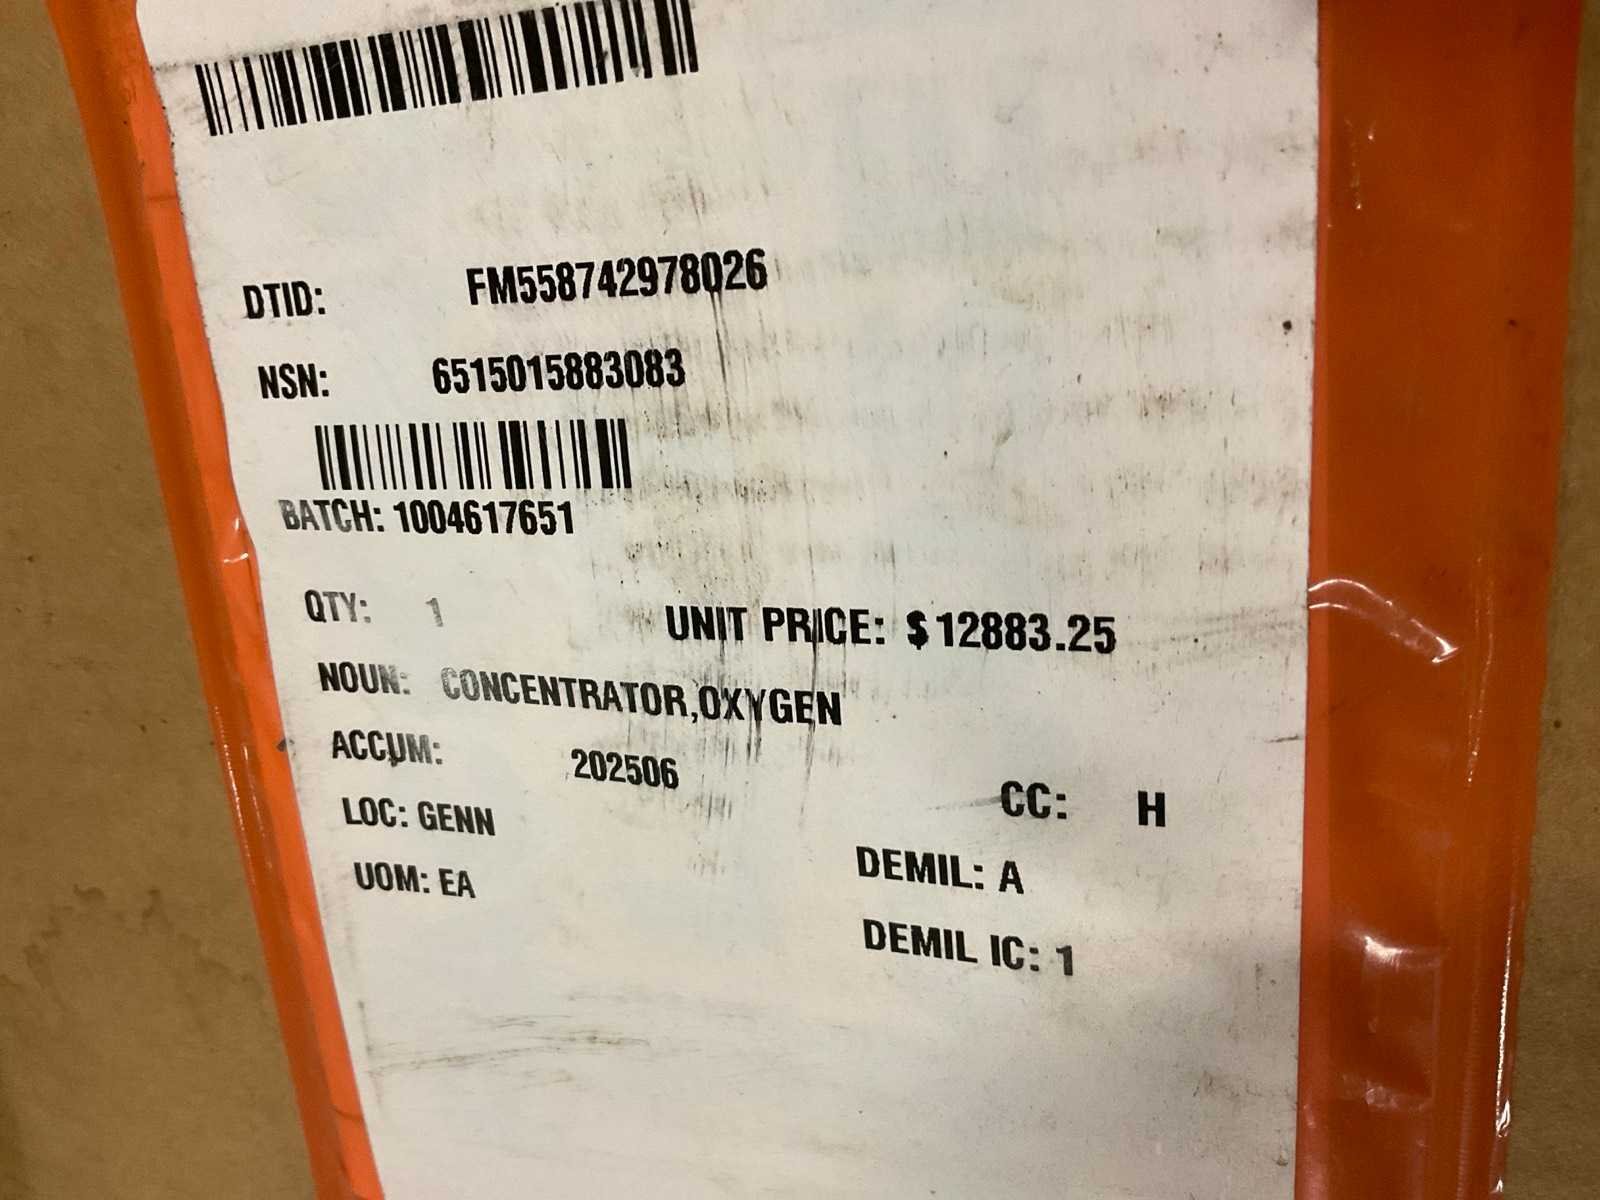 DTID: FM558742978026
NSN: 6515015883083
BATCH: 1004617651
QTY: 1 UNIT PRICE: $ 12883.25
NOUN: CONCENTRATOR,OXYGEN
ACCUM: 202506
CC: H
LOC: GENN
DEMIL: A
UOM: EA
DEMIL IC: 1